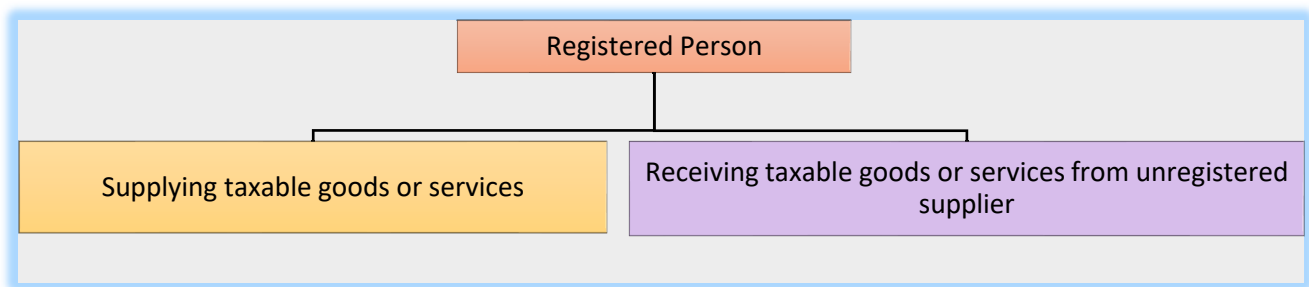 Registered Person
Supplying taxable goods or services
Receiving taxable goods or services from unregistered
supplier